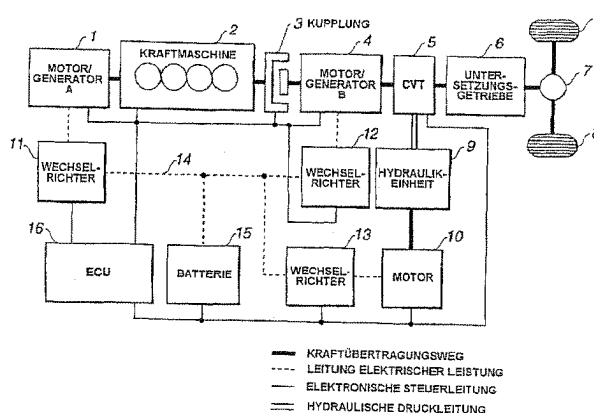 1
2
3 KUPPLUNG
4
5
6
MOTOR/
GENERATOR
A
KRAFTMASCHINE
MOTOR/
GENERATOR
B
CVT
UNTER-
SETZUNGS-
GETRIEBE
7
11
WECHSEL-
RICHTER
14
12
WECHSEL-
RICHTER
9
HYDRAULIK-
EINHEIT
16
ECU
15
BATTERIE
13
WECHSEL-
RICHTER
10
MOTOR
KRAFTÜBERTRAGUNGSWEG
LEITUNG ELEKTRISCHER LEISTUNG
ELEKTRONISCHE STEUERLEITUNG
HYDRAULISCHE DRUCKLEITUNG